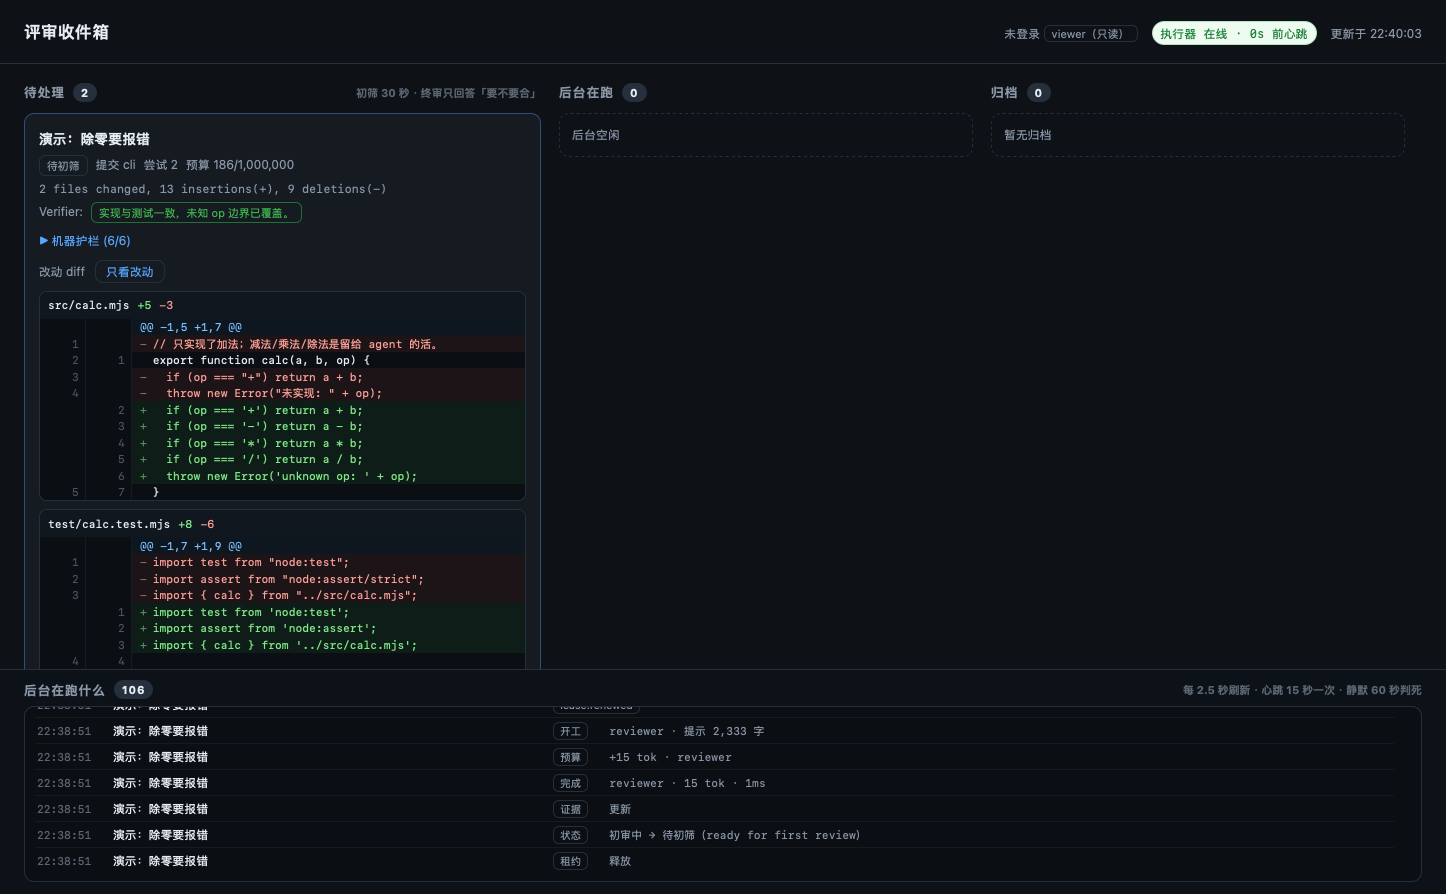 评审收件箱
未登录 viewer（只读） 执行器 在线 · 0s 前心跳 更新于 22:40:03
待处理 2 初筛 30 秒 · 终审只回答「要不要合」
后台在跑 0
归档 0
演示：除零要报错
待初筛 提交 cli 尝试 2 预算 186/1,000,000
2 files changed, 13 insertions(+), 9 deletions(−)
Verifier: 实现与测试一致，未知 op 边界已覆盖。
▶ 机器护栏 (6/6)
改动 diff 只看改动
src/calc.mjs +5 −3
@@ −1,5 +1,7 @@
1 − // 只实现了加法；减法/乘法/除法是留给 agent 的活。
2 1 export function calc(a, b, op) {
3 − if (op === "+") return a + b;
4 − throw new Error("未实现: " + op);
2 + if (op === '+') return a + b;
3 + if (op === '−') return a − b;
4 + if (op === '*') return a * b;
5 + if (op === '/') return a / b;
6 + throw new Error('unknown op: ' + op);
5 7 }
test/calc.test.mjs +8 −6
@@ −1,7 +1,9 @@
1 − import test from "node:test";
2 − import assert from "node:assert/strict";
3 − import { calc } from "../src/calc.mjs";
1 + import test from 'node:test';
2 + import assert from 'node:assert';
3 + import { calc } from '../src/calc.mjs';
4 4
后台空闲
暂无归档
后台在跑什么 106 每 2.5 秒刷新 · 心跳 15 秒一次 · 静默 60 秒判死
22:38:51 演示：除零要报错 lease.renewed
22:38:51 演示：除零要报错 开工 reviewer · 提示 2,333 字
22:38:51 演示：除零要报错 预算 +15 tok · reviewer
22:38:51 演示：除零要报错 完成 reviewer · 15 tok · 1ms
22:38:51 演示：除零要报错 证据 更新
22:38:51 演示：除零要报错 状态 初审中 → 待初筛（ready for first review）
22:38:51 演示：除零要报错 租约 释放